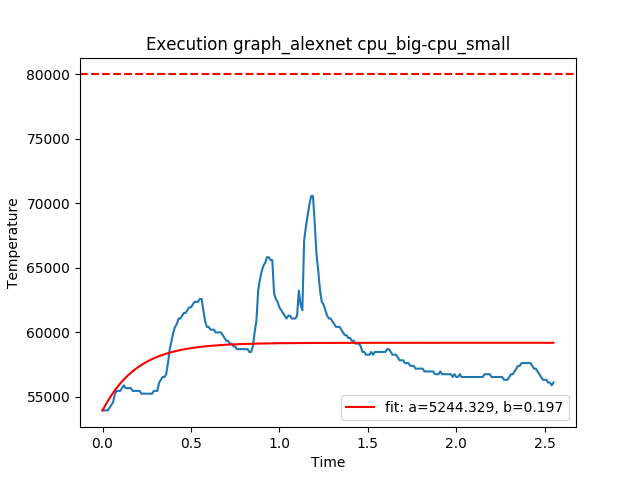 Execution graph_alexnet cpu_big-cpu_small
80000
75000
70000
65000
60000
55000
Temperature
0.0 0.5 1.0 1.5 2.0 2.5
Time
fit: a=5244.329, b=0.197